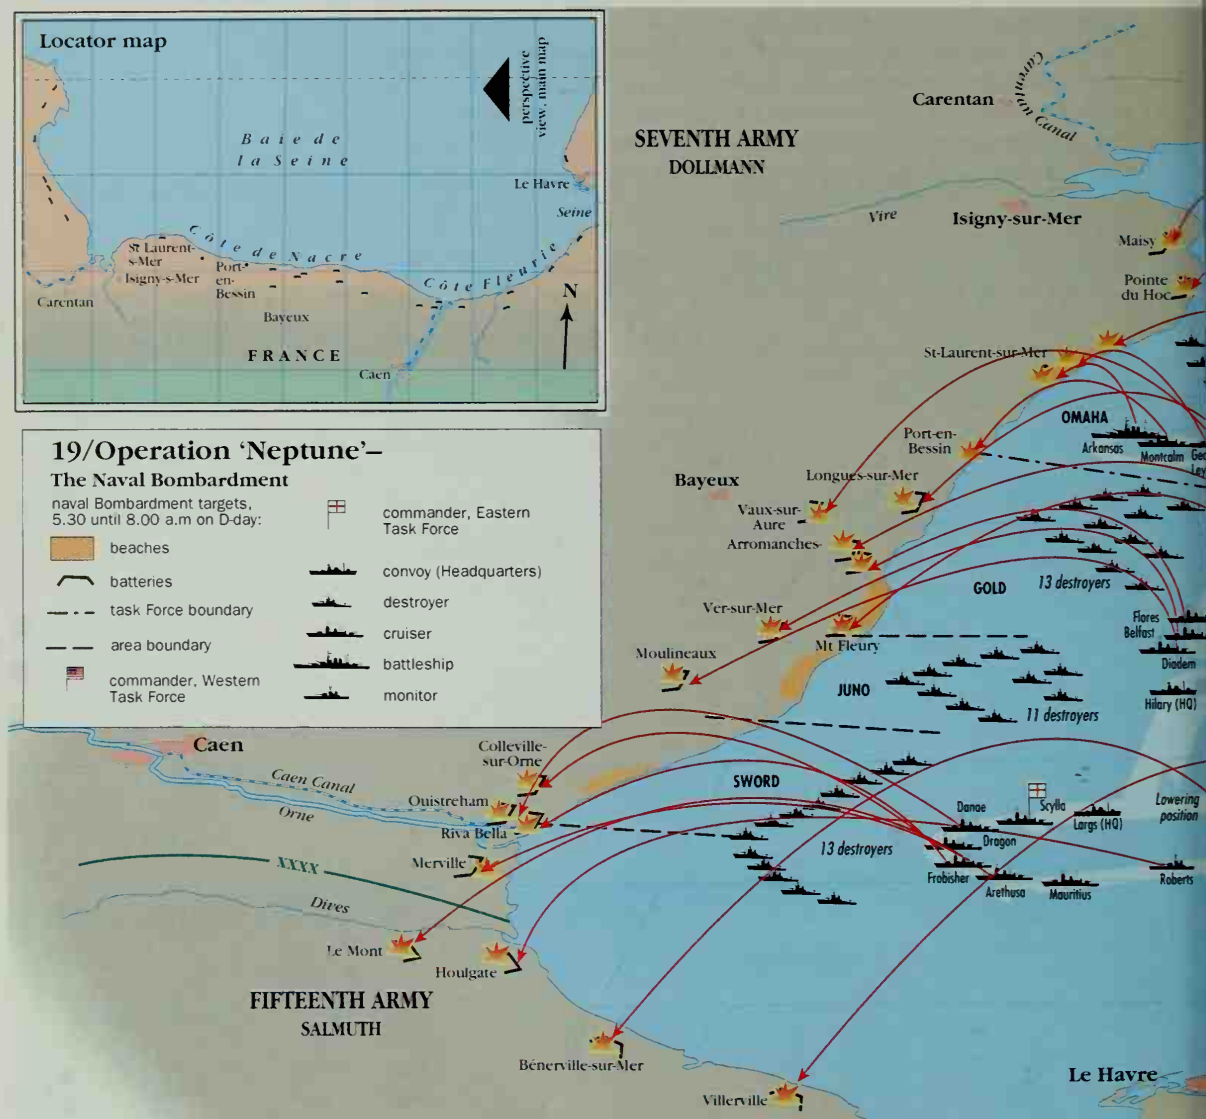 Locator map
perspective
view, main map
Baie de
la Seine
Le Havre
Seine
Côte de Nacre
Côte Fleurie
St Laurent-
s-Mer
Isigny-s-Mer
Port-
en-
Bessin
Carentan
Bayeux
FRANCE
Caen
N
19/Operation ‘Neptune’–
The Naval Bombardment
naval Bombardment targets,
5.30 until 8.00 a.m on D-day:
beaches
batteries
task Force boundary
area boundary
commander, Western
Task Force
commander, Eastern
Task Force
convoy (Headquarters)
destroyer
cruiser
battleship
monitor
Carentan
Carentan Canal
SEVENTH ARMY
DOLLMANN
Vire
Isigny-sur-Mer
Maisy
Pointe
du Hoc
St-Laurent-sur-Mer
OMAHA
Arkansas
Montcalm
Port-en-
Bessin
Longues-sur-Mer
Bayeux
Vaux-sur-
Aure
Arromanches-
GOLD
13 destroyers
Ver-sur-Mer
Mt Fleury
Flores
Belfast
Diadem
Moulineaux
JUNO
11 destroyers
Hilary (HQ)
Caen
Colleville-
sur-Orne
Caen Canal
Orne
Ouistreham
Riva Bella
SWORD
Danae
Scylla
Largs (HQ)
Lowering
position
Dragon
13 destroyers
Merville
XXXX
Frobisher
Arethusa
Mauritius
Roberts
Dives
Le Mont
Houlgate
FIFTEENTH ARMY
SALMUTH
Bénerville-sur-Mer
Villerville
Le Havre